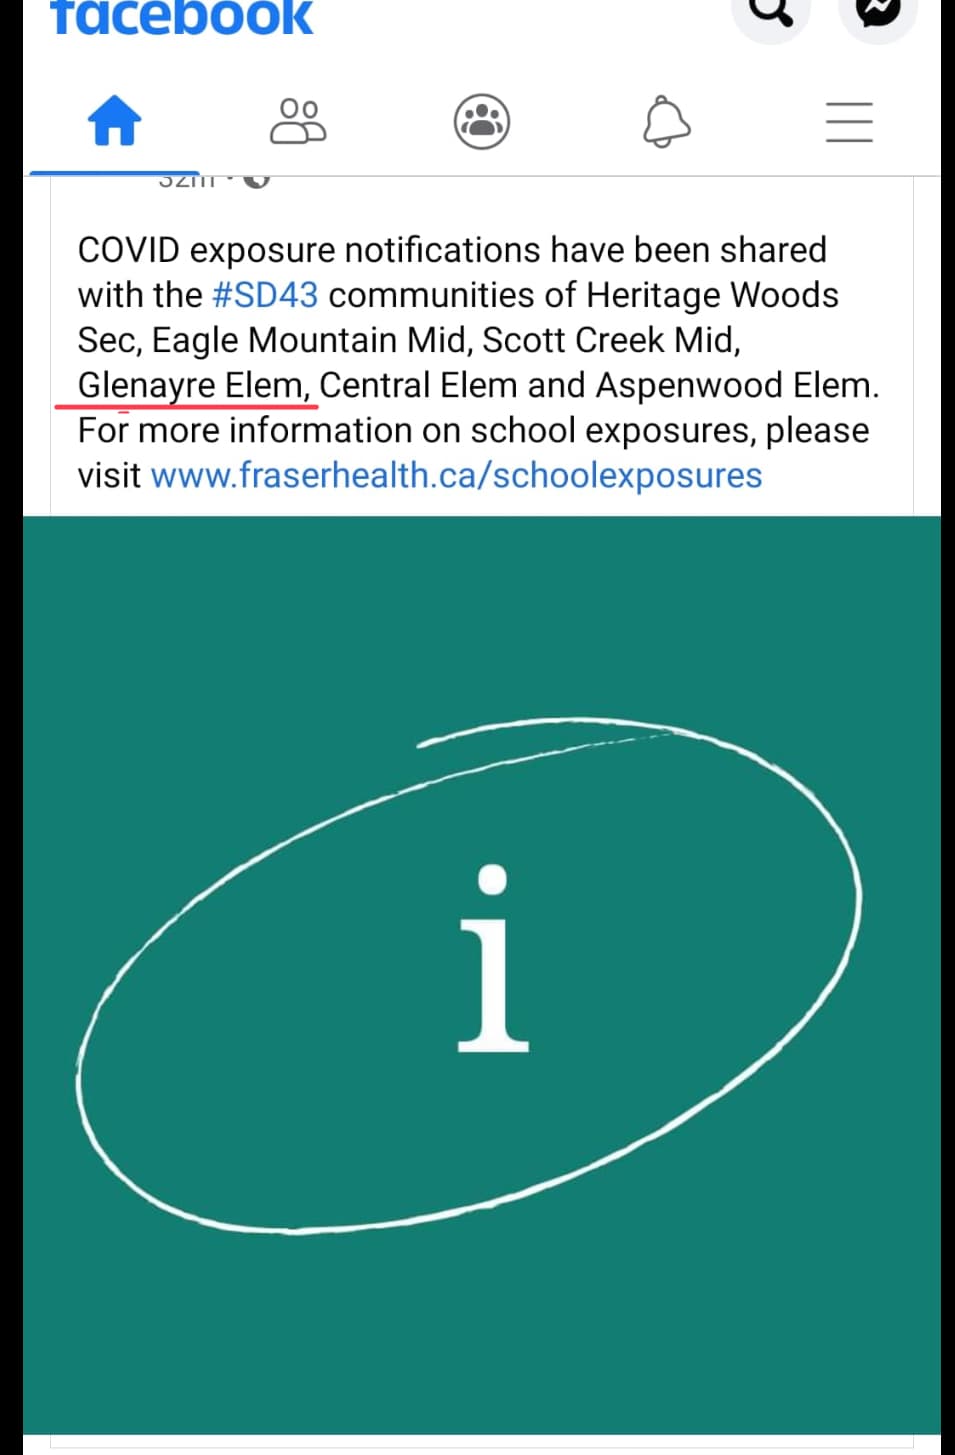 facebook
32m ·
COVID exposure notifications have been shared
with the #SD43 communities of Heritage Woods
Sec, Eagle Mountain Mid, Scott Creek Mid,
Glenayre Elem, Central Elem and Aspenwood Elem.
For more information on school exposures, please
visit www.fraserhealth.ca/schoolexposures
i